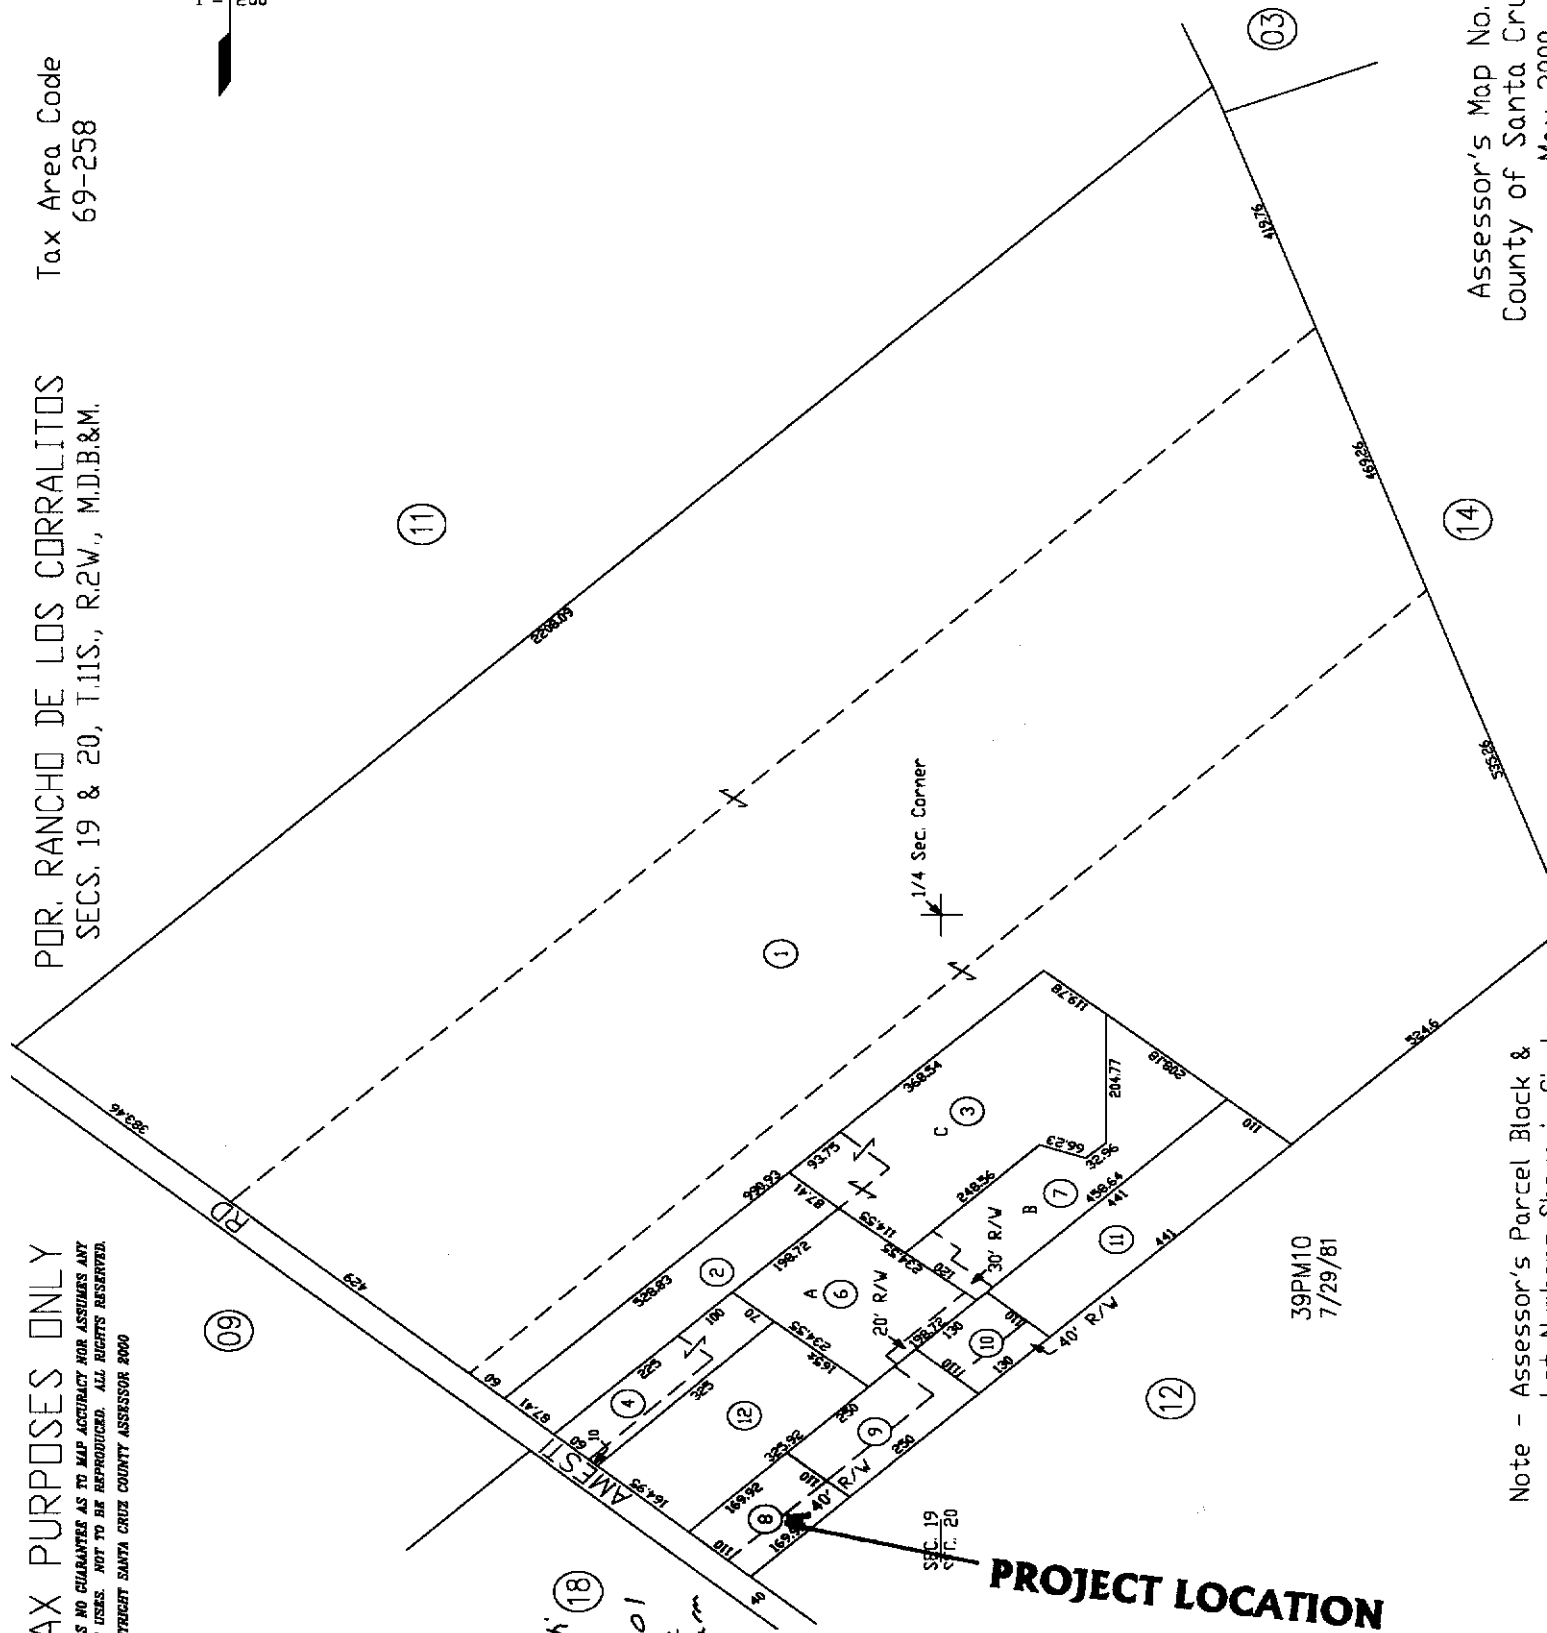 AX PURPOSES ONLY
S NO GUARANTEE AS TO MAP ACCURACY NOR ASSUMES ANY
USES. NOT TO BE REPRODUCED. ALL RIGHTS RESERVED.
YRIGHT SANTA CRUZ COUNTY ASSESSOR 2000
POR. RANCHO DE LOS CORRALITOS
SECS. 19 & 20, T.11S., R.2W., M.D.B.&M.
Tax Area Code
69-258
03
11
09
14
12
18
2208.09
383.46
429
RD
AMESTI
419.76
469.26
535.26
524.6
1/4 Sec. Corner
1
60
87.41
528.83
990.93
2
87.41
93.75
368.54
119.78
C
3
204.77
208.18
110
60
10
225
100
4
325
70
198.72
A
6
234.55
165±
114.55
234.55
120
248.56
66.23
32.96
B
7
458.64
441
11
441
30' R/W
20' R/W
198.72
130
10
110
110
130
40' R/W
164.95
12
325.92
250
9
250
169.92
110
8
110
40' R/W
40
SEC. 19
SEC. 20
39PM10
7/29/81
PROJECT LOCATION
Note - Assessor's Parcel Block &
Assessor's Map No.
County of Santa Cru